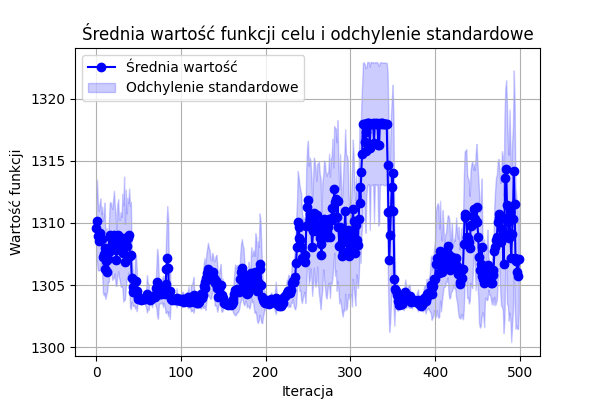 Średnia wartość funkcji celu i odchylenie standardowe
Średnia wartość
Odchylenie standardowe
Wartość funkcji
1320
1315
1310
1305
1300
0 100 200 300 400 500
Iteracja